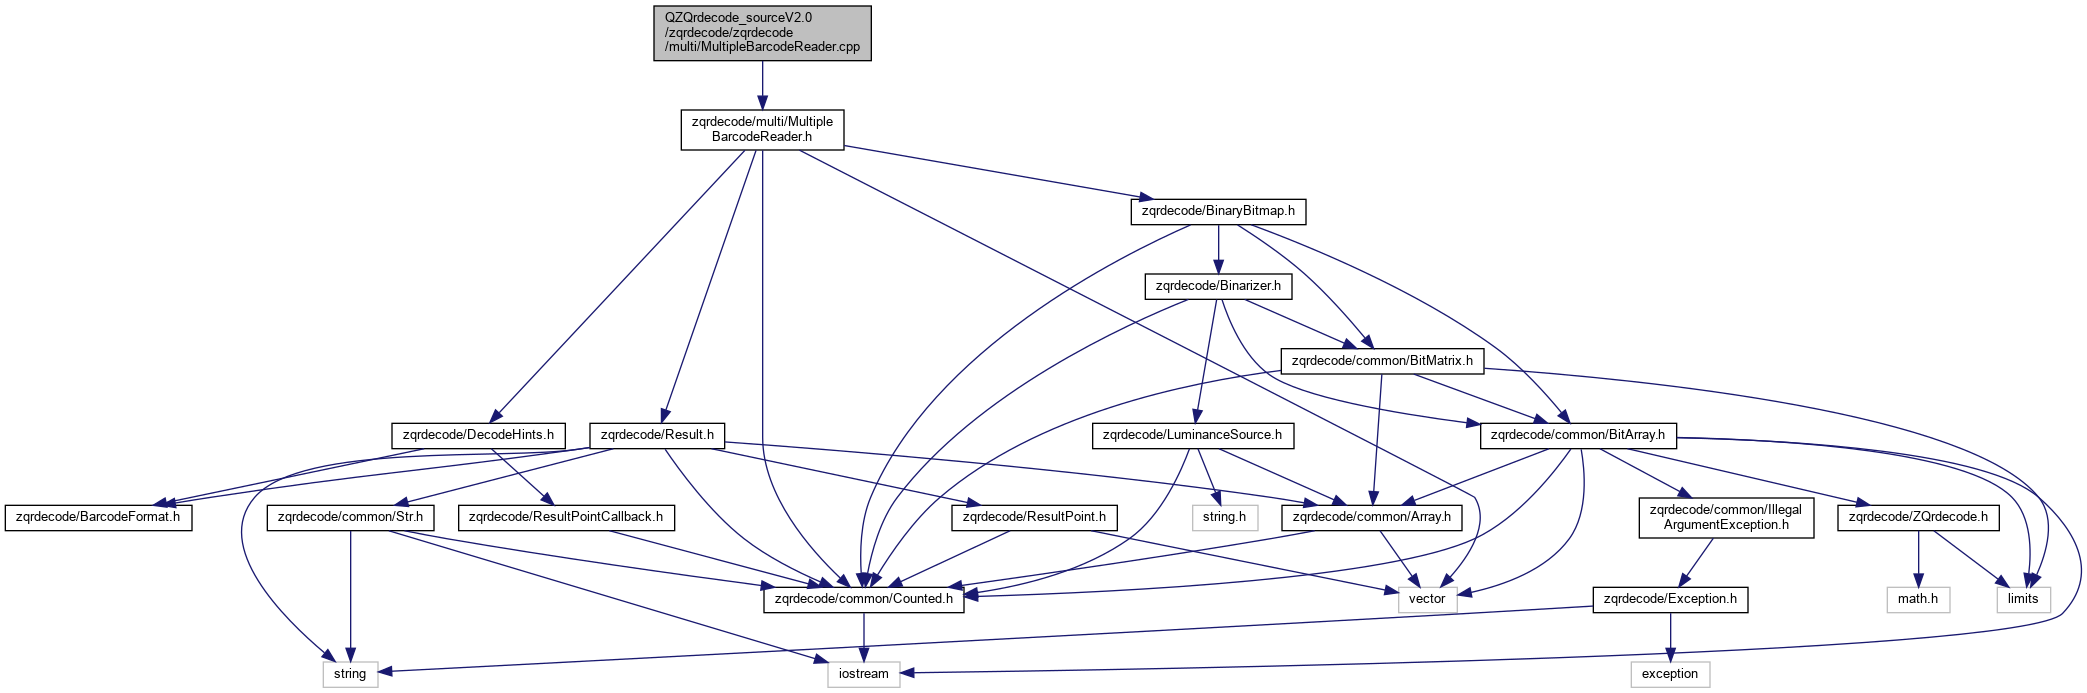 QZQrdecode_sourceV2.0
/zqrdecode/zqrdecode
/multi/MultipleBarcodeReader.cpp
zqrdecode/multi/Multiple
BarcodeReader.h
zqrdecode/BinaryBitmap.h
zqrdecode/Binarizer.h
zqrdecode/common/BitMatrix.h
zqrdecode/DecodeHints.h
zqrdecode/Result.h
zqrdecode/LuminanceSource.h
zqrdecode/common/BitArray.h
zqrdecode/BarcodeFormat.h
zqrdecode/common/Str.h
zqrdecode/ResultPointCallback.h
zqrdecode/ResultPoint.h
string.h
zqrdecode/common/Array.h
zqrdecode/common/Illegal
ArgumentException.h
zqrdecode/ZQrdecode.h
zqrdecode/common/Counted.h
vector
zqrdecode/Exception.h
math.h
limits
string
iostream
exception